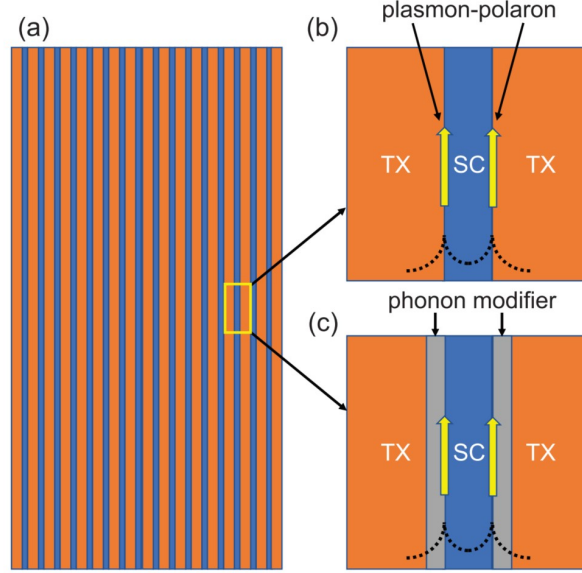 (a)
(b)
plasmon-polaron
TX
SC
TX
(c)
phonon modifier
TX
SC
TX